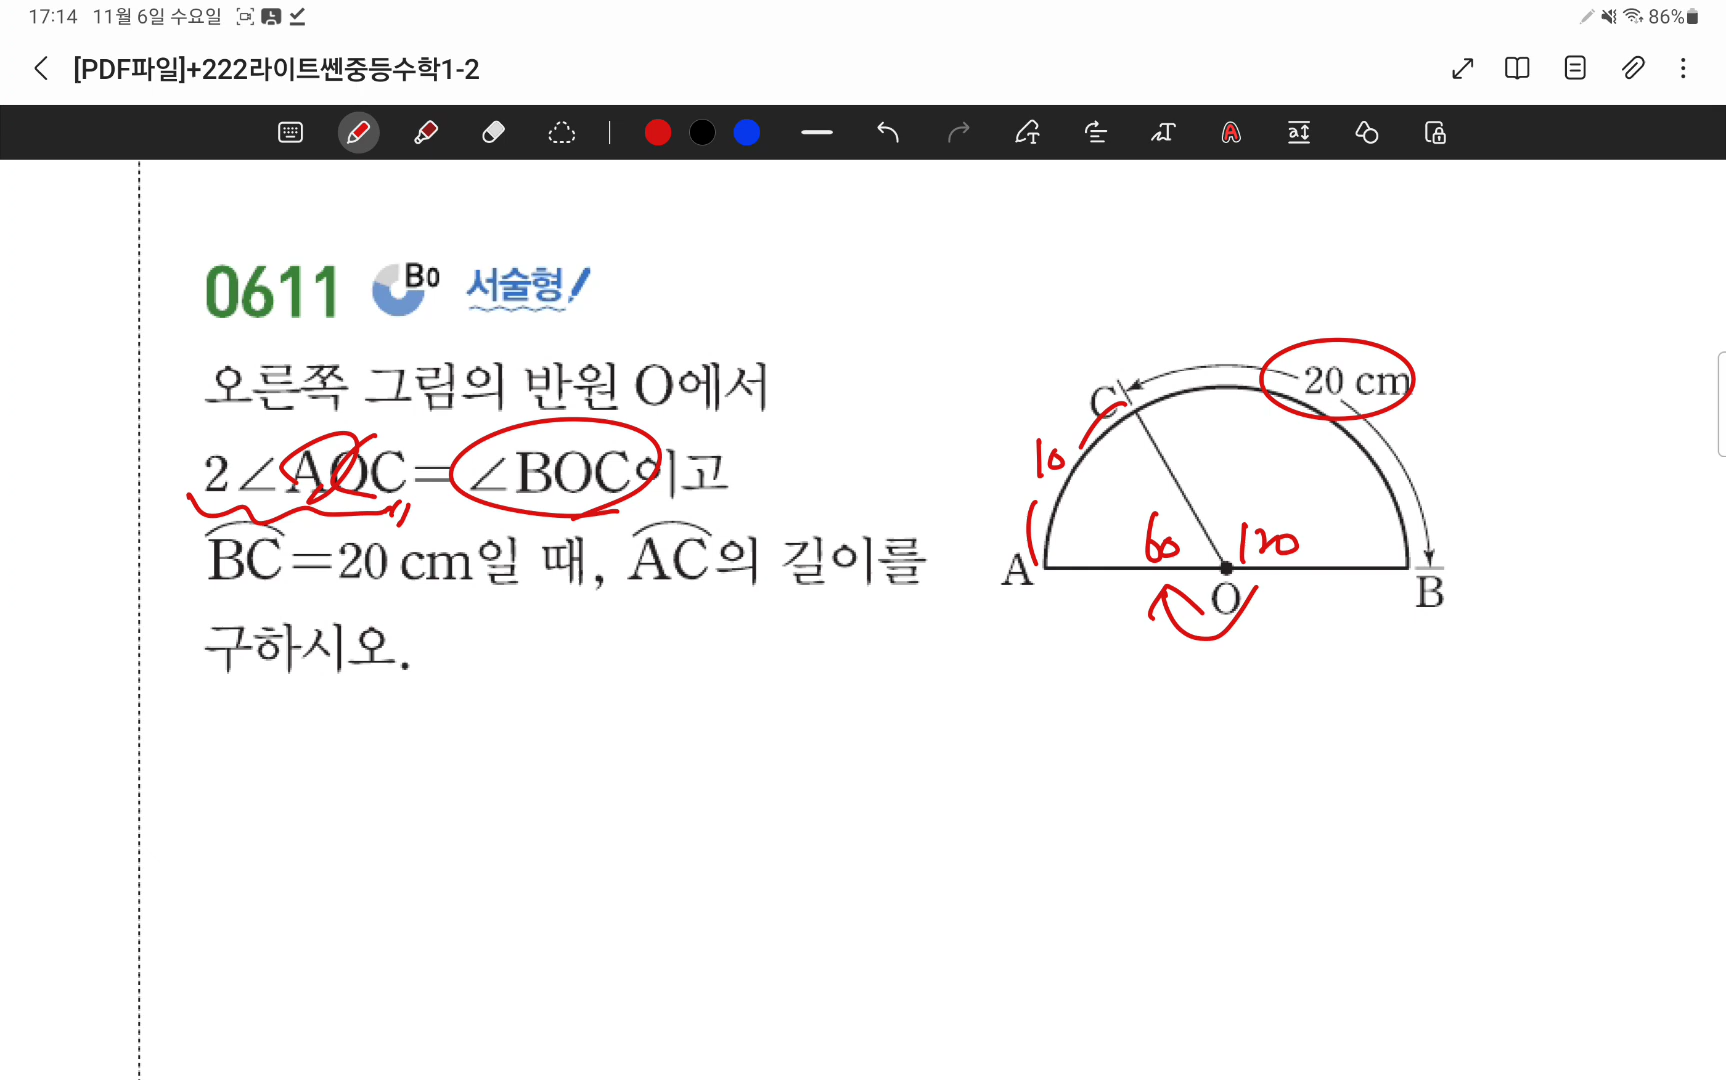 17:14 11월 6일 수요일
86%
[PDF파일]+222라이트쎈중등수학1-2
0611 B0 서술형
오른쪽 그림의 반원 O에서
2∠AOC=∠BOC이고
BC=20 cm일 때, AC의 길이를
구하시오.
20 cm
C
10
60 120
A
O
B